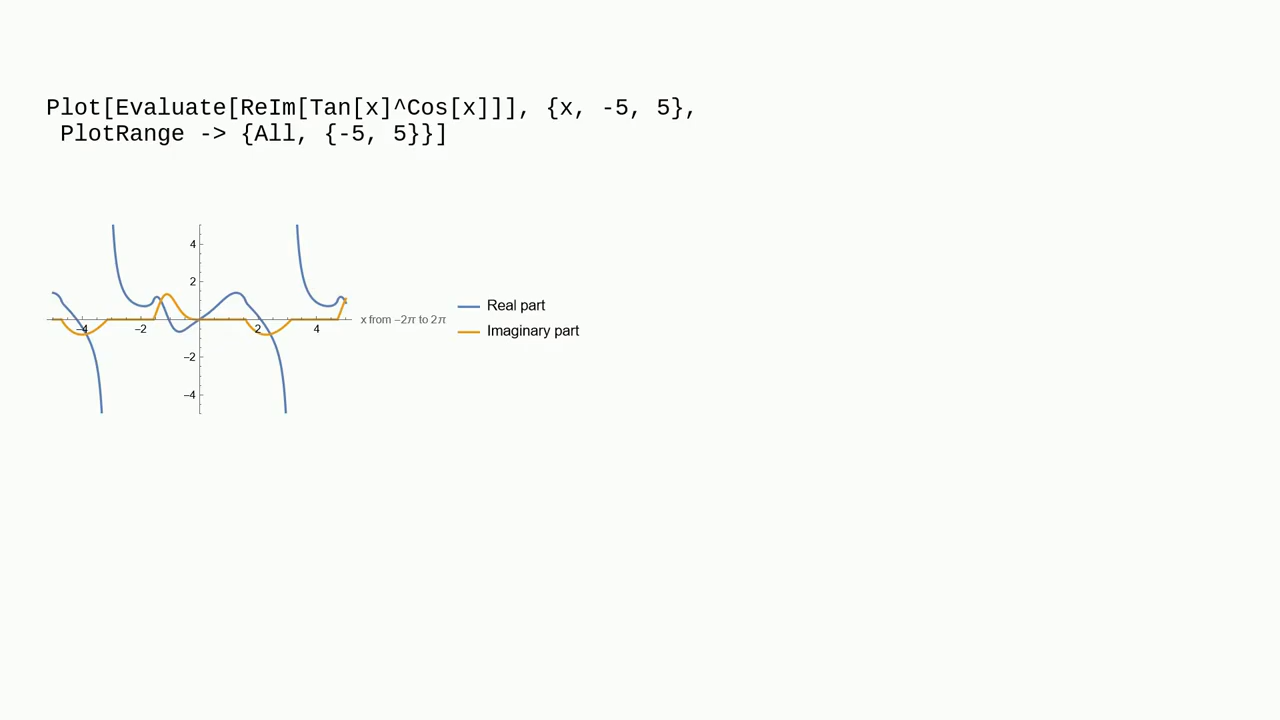 Plot[Evaluate[ReIm[Tan[x]^Cos[x]]], {x, -5, 5},
PlotRange -> {All, {-5, 5}}]
4
2
−4
−2
2
4
x from −2π to 2π
−2
−4
Real part
Imaginary part